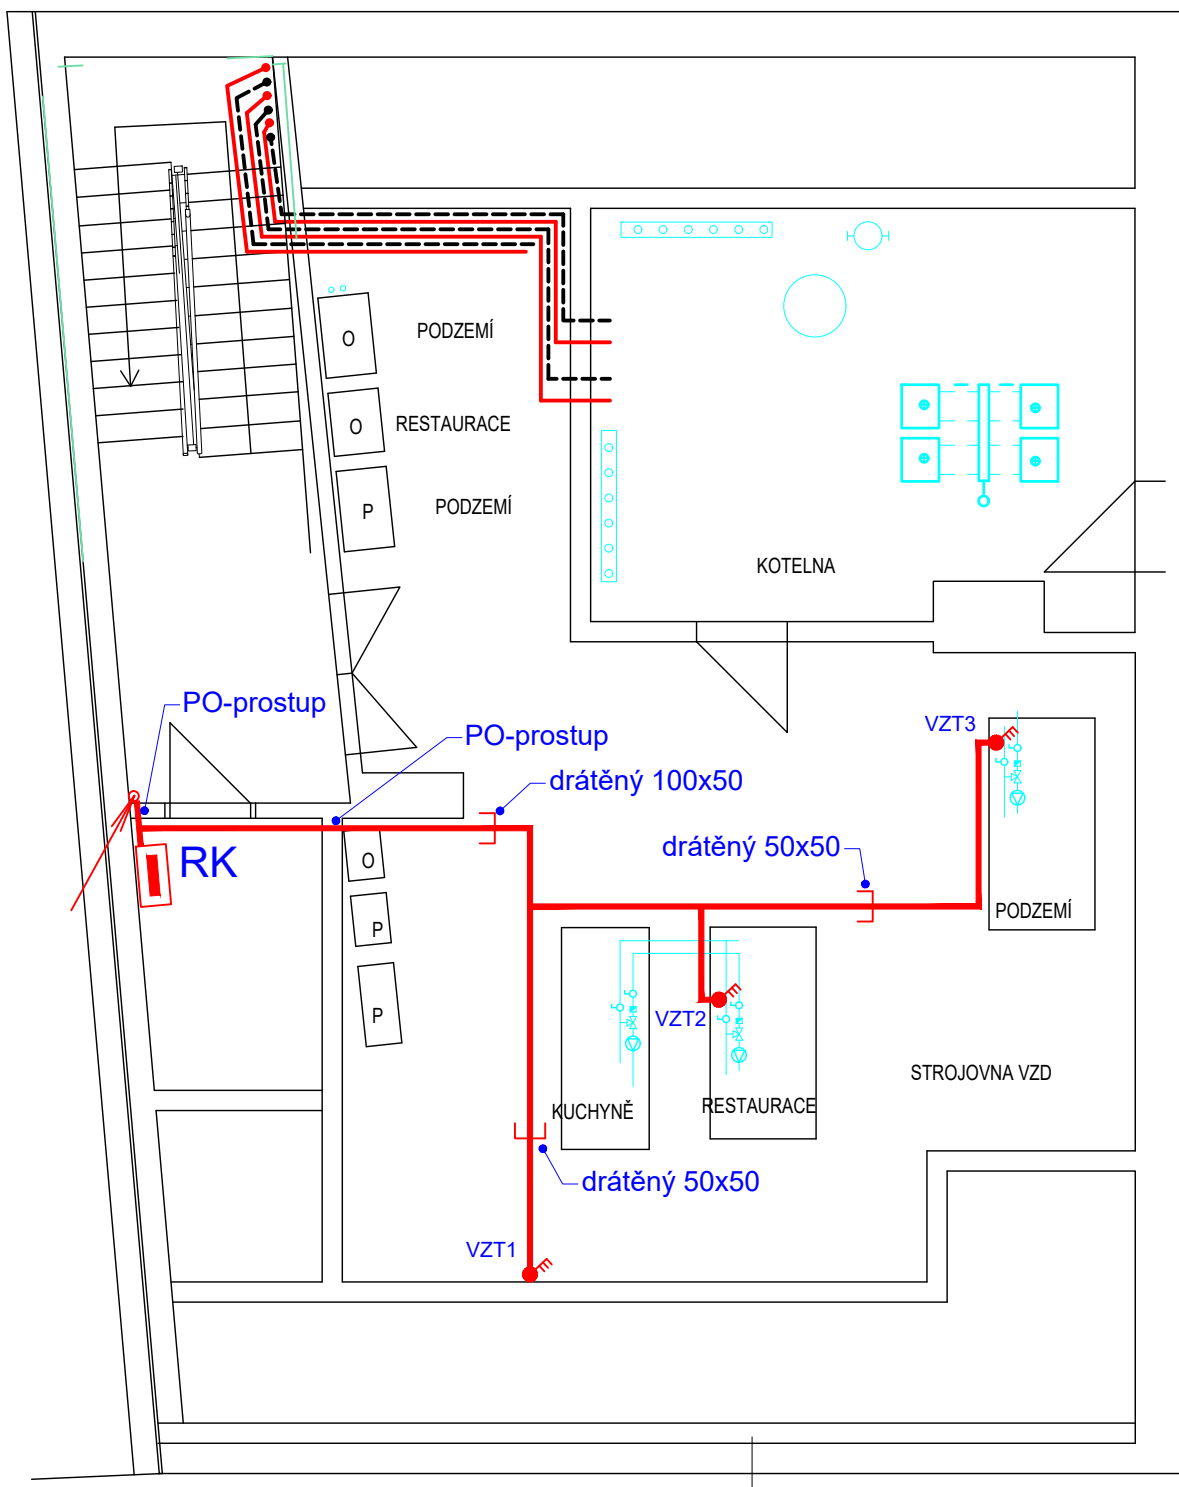 O
PODZEMÍ
O
RESTAURACE
P
PODZEMÍ
KOTELNA
PO-prostup
PO-prostup
VZT3
drátěný 100x50
drátěný 50x50
RK
O
PODZEMÍ
P
P
VZT2
STROJOVNA VZD
KUCHYNĚ
RESTAURACE
drátěný 50x50
VZT1